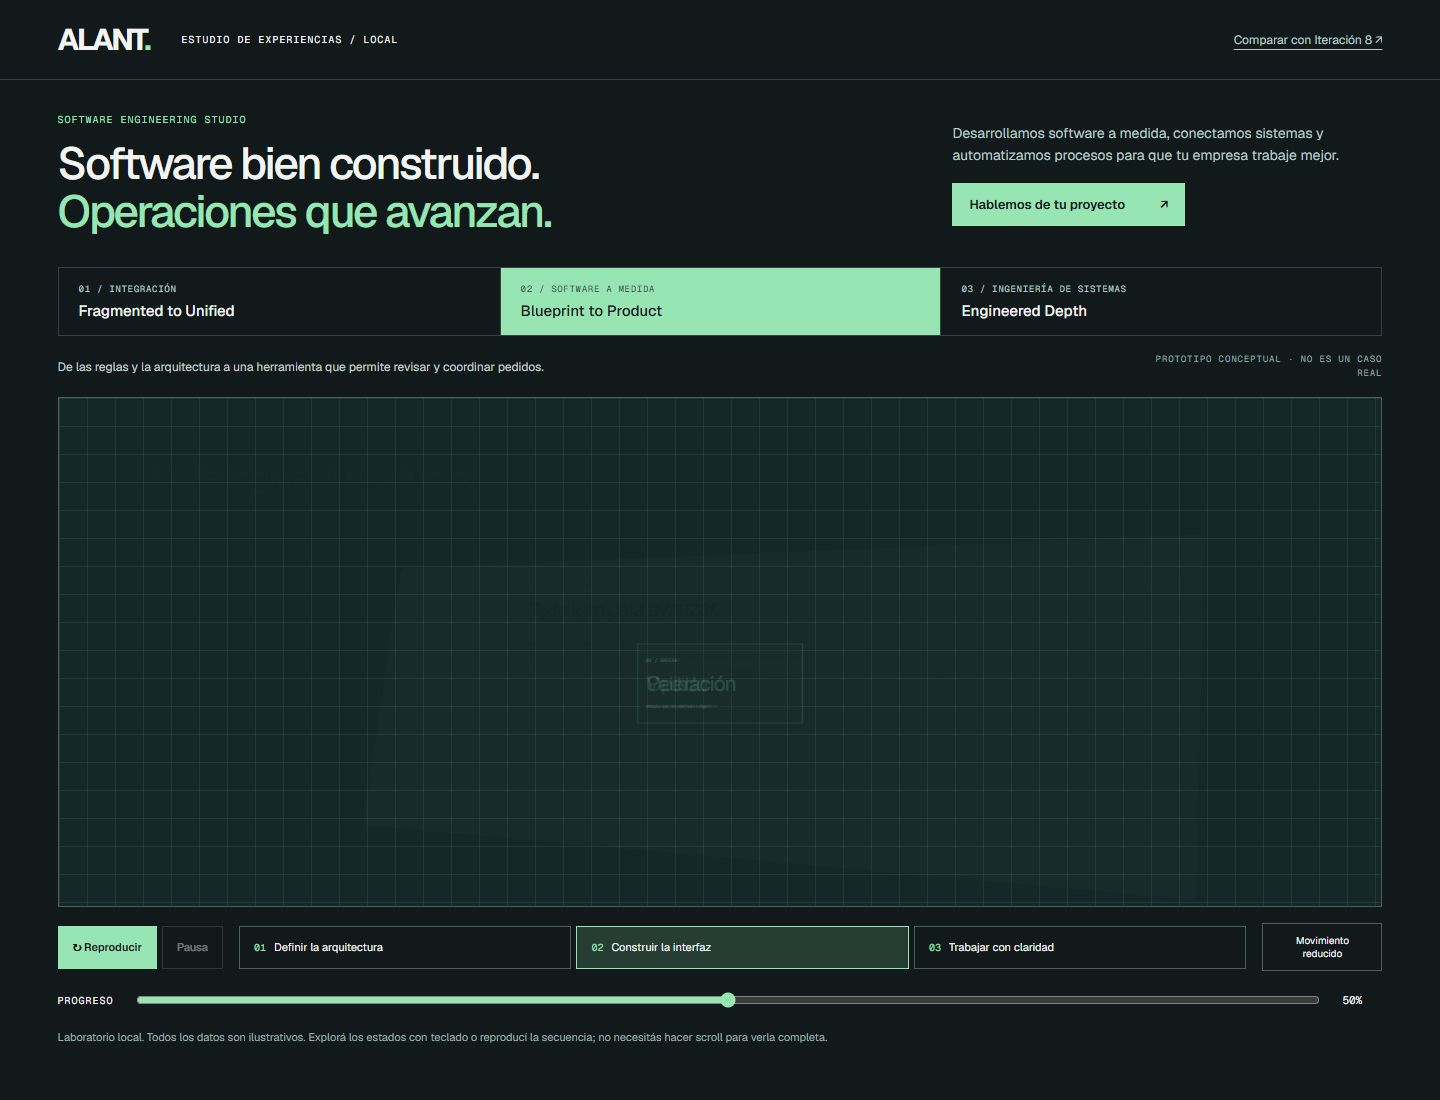 ALANT.
ESTUDIO DE EXPERIENCIAS / LOCAL
Comparar con Iteración 8 ↗
SOFTWARE ENGINEERING STUDIO
Software bien construido.
Operaciones que avanzan.
Desarrollamos software a medida, conectamos sistemas y
automatizamos procesos para que tu empresa trabaje mejor.
Hablemos de tu proyecto ↗
01 / INTEGRACIÓN
Fragmented to Unified
02 / SOFTWARE A MEDIDA
Blueprint to Product
03 / INGENIERÍA DE SISTEMAS
Engineered Depth
De las reglas y la arquitectura a una herramienta que permite revisar y coordinar pedidos.
PROTOTIPO CONCEPTUAL · NO ES UN CASO
REAL
↻ Reproducir
Pausa
01 Definir la arquitectura
02 Construir la interfaz
03 Trabajar con claridad
Movimiento
reducido
PROGRESO
50%
Laboratorio local. Todos los datos son ilustrativos. Explorá los estados con teclado o reproducí la secuencia; no necesitás hacer scroll para verla completa.